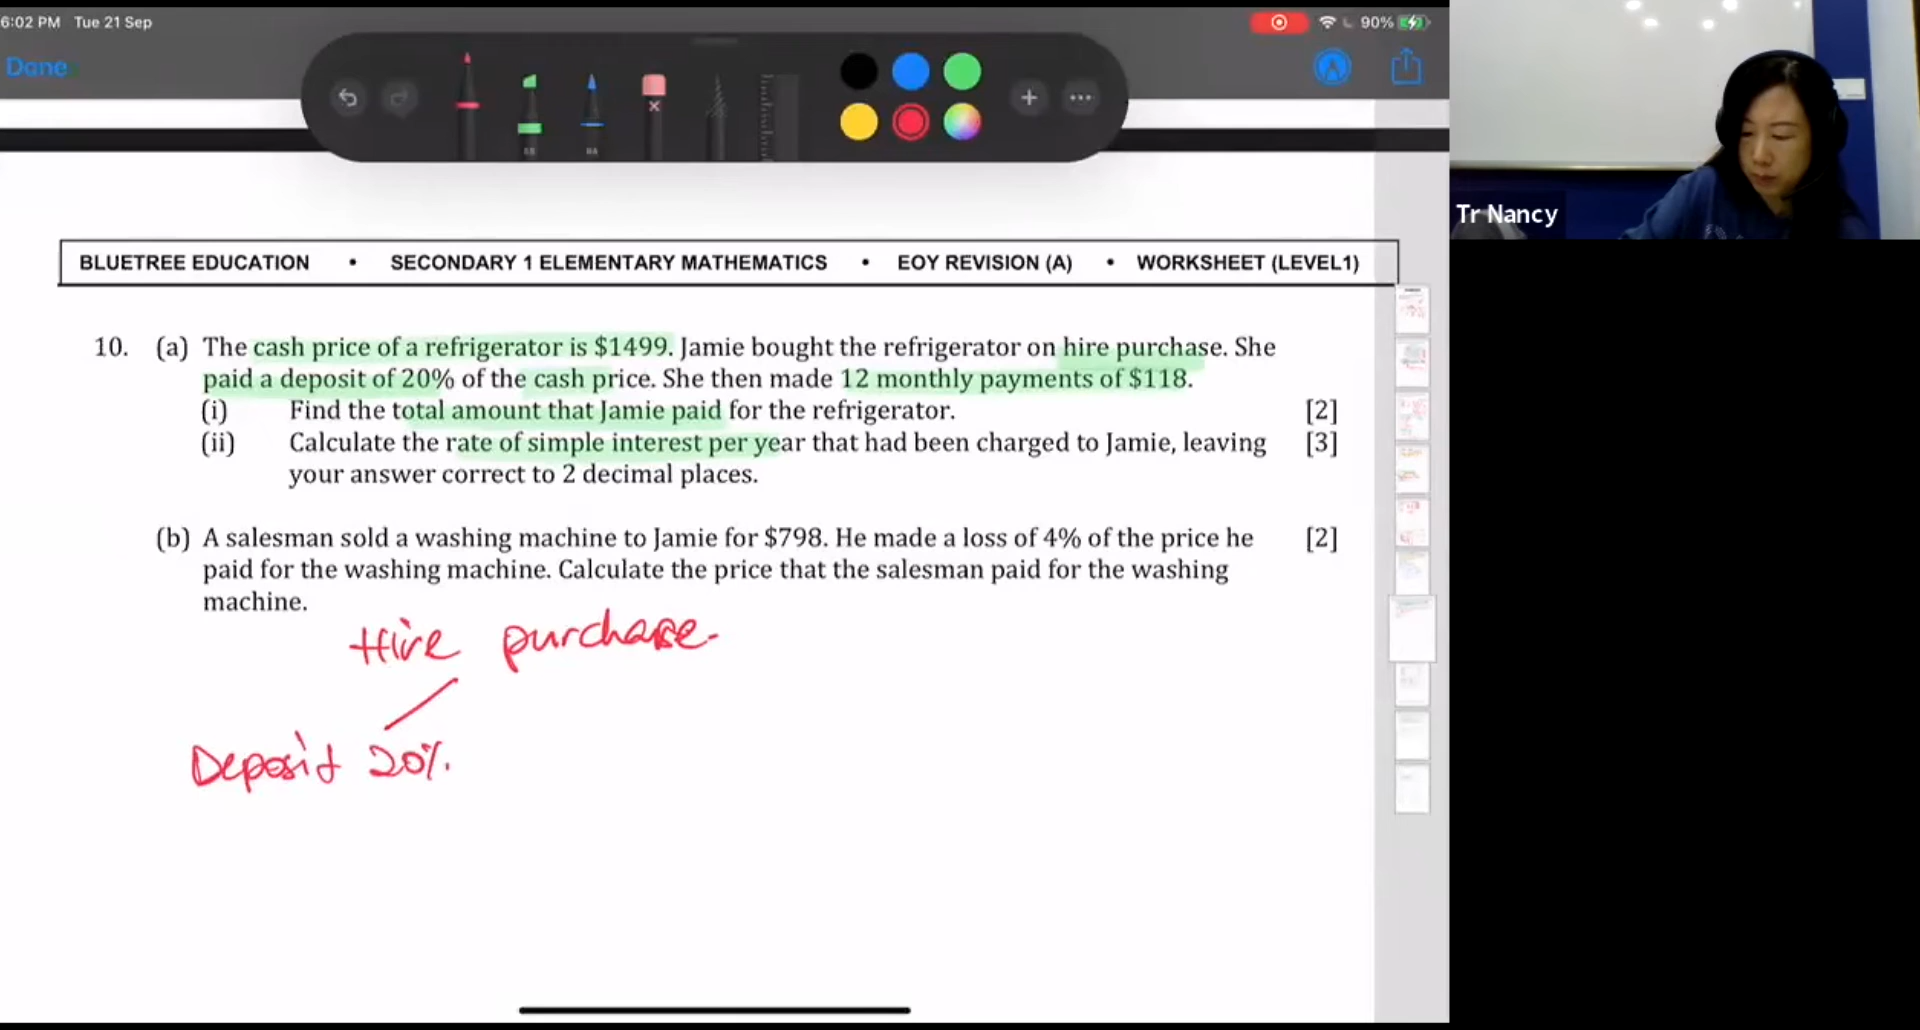 6:02 PM Tue 21 Sep
90%
Done
Tr Nancy
BLUETREE EDUCATION • SECONDARY 1 ELEMENTARY MATHEMATICS • EOY REVISION (A) • WORKSHEET (LEVEL1)
10. (a) The cash price of a refrigerator is $1499. Jamie bought the refrigerator on hire purchase. She
paid a deposit of 20% of the cash price. She then made 12 monthly payments of $118.
(i) Find the total amount that Jamie paid for the refrigerator. [2]
(ii) Calculate the rate of simple interest per year that had been charged to Jamie, leaving [3]
your answer correct to 2 decimal places.
(b) A salesman sold a washing machine to Jamie for $798. He made a loss of 4% of the price he [2]
paid for the washing machine. Calculate the price that the salesman paid for the washing
machine.
Hire purchase.
Deposit 20%.